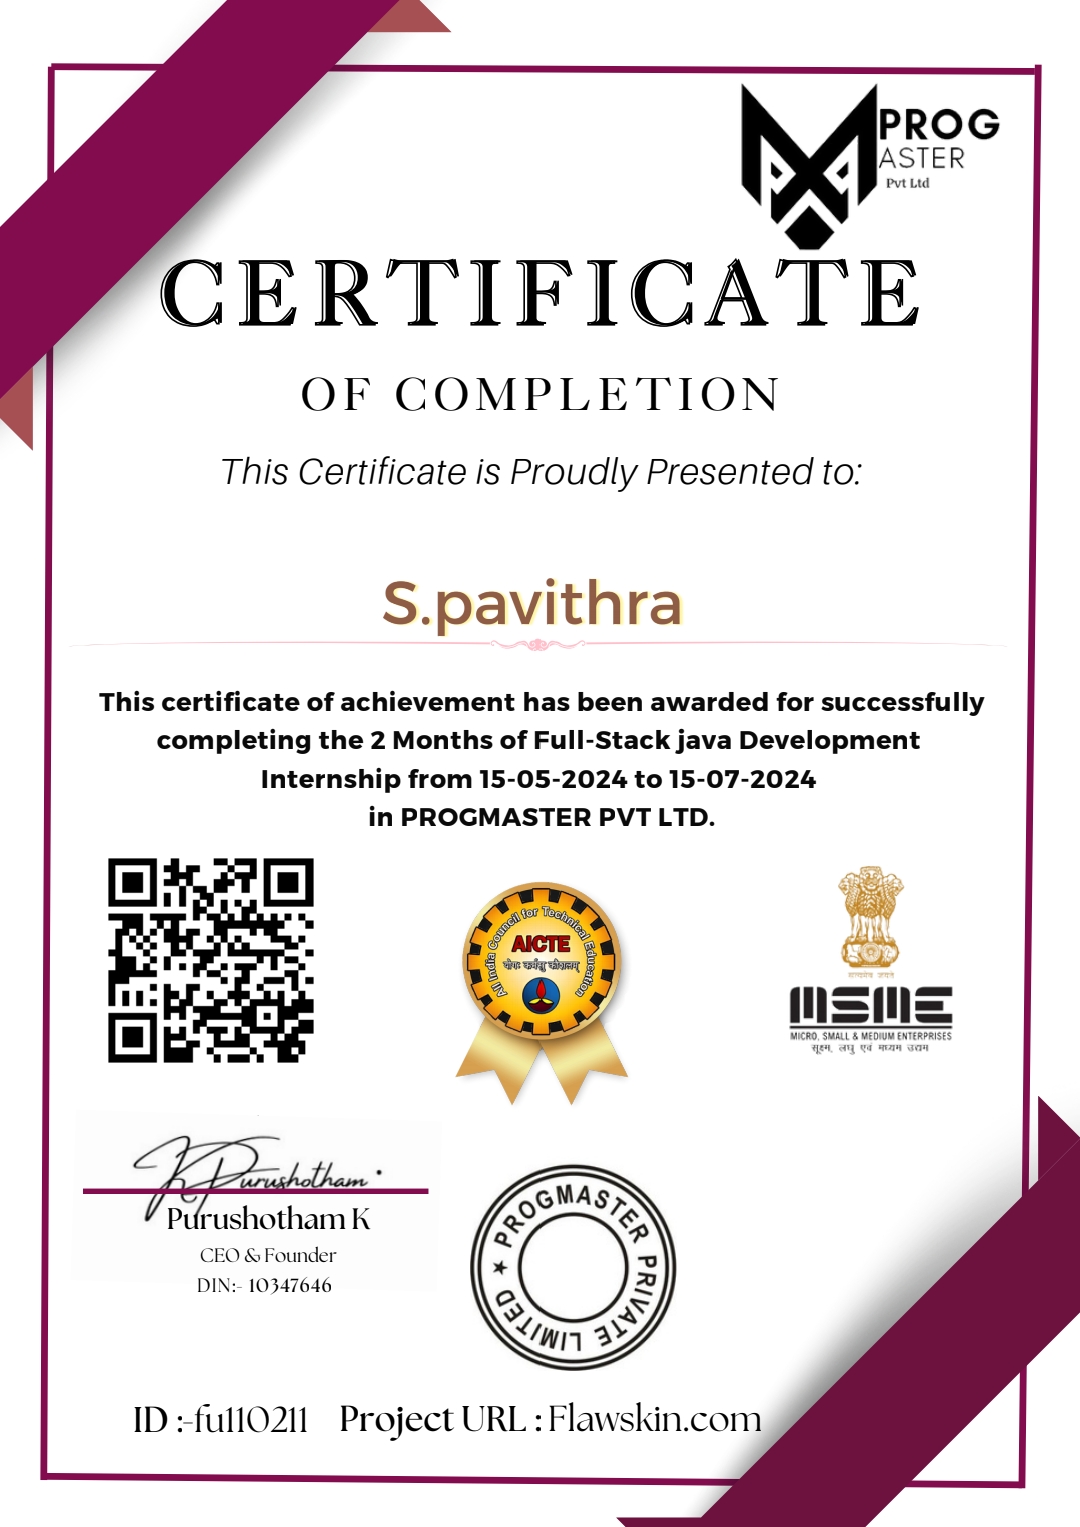 PROG
ASTER
Pvt Ltd
CERTIFICATE
OF COMPLETION
This Certificate is Proudly Presented to:
S.pavithra
This certificate of achievement has been awarded for successfully
completing the 2 Months of Full-Stack java Development
Internship from 15-05-2024 to 15-07-2024
in PROGMASTER PVT LTD.
All India Council for Technical Education
AICTE
योगः कर्मसु कौशलम्
सत्यमेव जयते
MSME
MICRO, SMALL & MEDIUM ENTERPRISES
सूक्ष्म, लघु एवं मध्यम उद्यम
K Purushotham
Purushotham K
CEO & Founder
DIN:- 10347646
PROGMASTER PRIVATE LIMITED ★
ID :-fu110211 Project URL : Flawskin.com